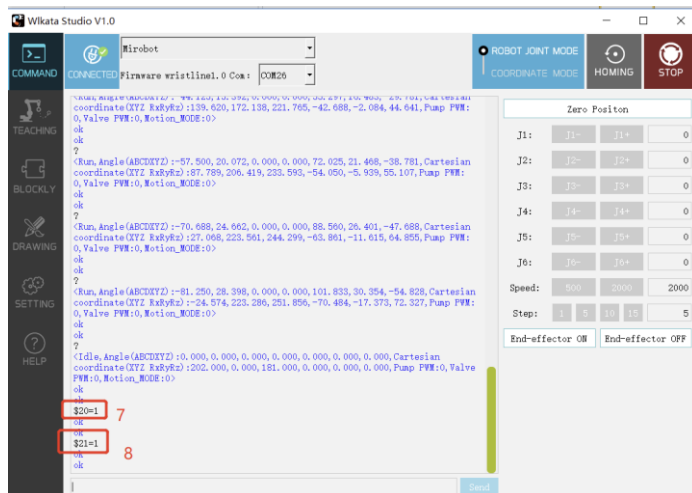 Wlkata Studio V1.0
COMMAND
CONNECTED
Mirobot
Firmware wristline1.0 Com: COM26
ROBOT JOINT MODE
COORDINATE MODE
HOMING
STOP
TEACHING
BLOCKLY
DRAWING
SETTING
HELP
coordinate(XYZ RxRyRz):139.620,172.138,221.765,-42.688,-2.084,44.641,Pump PWM:
0,Valve PWM:0,Motion_MODE:0>
ok
ok
?
<Run,Angle(ABCDXYZ):-57.500,20.072,0.000,0.000,72.025,21.468,-38.781,Cartesian
coordinate(XYZ RxRyRz):87.789,206.419,233.593,-54.050,-5.939,55.107,Pump PWM:
0,Valve PWM:0,Motion_MODE:0>
ok
ok
?
<Run,Angle(ABCDXYZ):-70.688,24.662,0.000,0.000,88.560,26.401,-47.688,Cartesian
coordinate(XYZ RxRyRz):27.068,223.561,244.299,-63.861,-11.615,64.855,Pump PWM:
0,Valve PWM:0,Motion_MODE:0>
ok
ok
?
<Run,Angle(ABCDXYZ):-81.250,28.398,0.000,0.000,101.833,30.354,-54.828,Cartesian
coordinate(XYZ RxRyRz):-24.574,223.286,251.856,-70.484,-17.373,72.327,Pump PWM:
0,Valve PWM:0,Motion_MODE:0>
ok
ok
?
<Idle,Angle(ABCDXYZ):0.000,0.000,0.000,0.000,0.000,0.000,0.000,Cartesian
coordinate(XYZ RxRyRz):202.000,0.000,181.000,0.000,0.000,0.000,Pump PWM:0,Valve
PWM:0,Motion_MODE:0>
ok
ok
$20=1
7
ok
ok
$21=1
8
ok
ok
Send
Zero Positon
J1: J1- J1+ 0
J2: J2- J2+ 0
J3: J3- J3+ 0
J4: J4- J4+ 0
J5: J5- J5+ 0
J6: J6- J6+ 0
Speed: 500 2000 2000
Step: 1 5 10 15 5
End-effector ON End-effector OFF